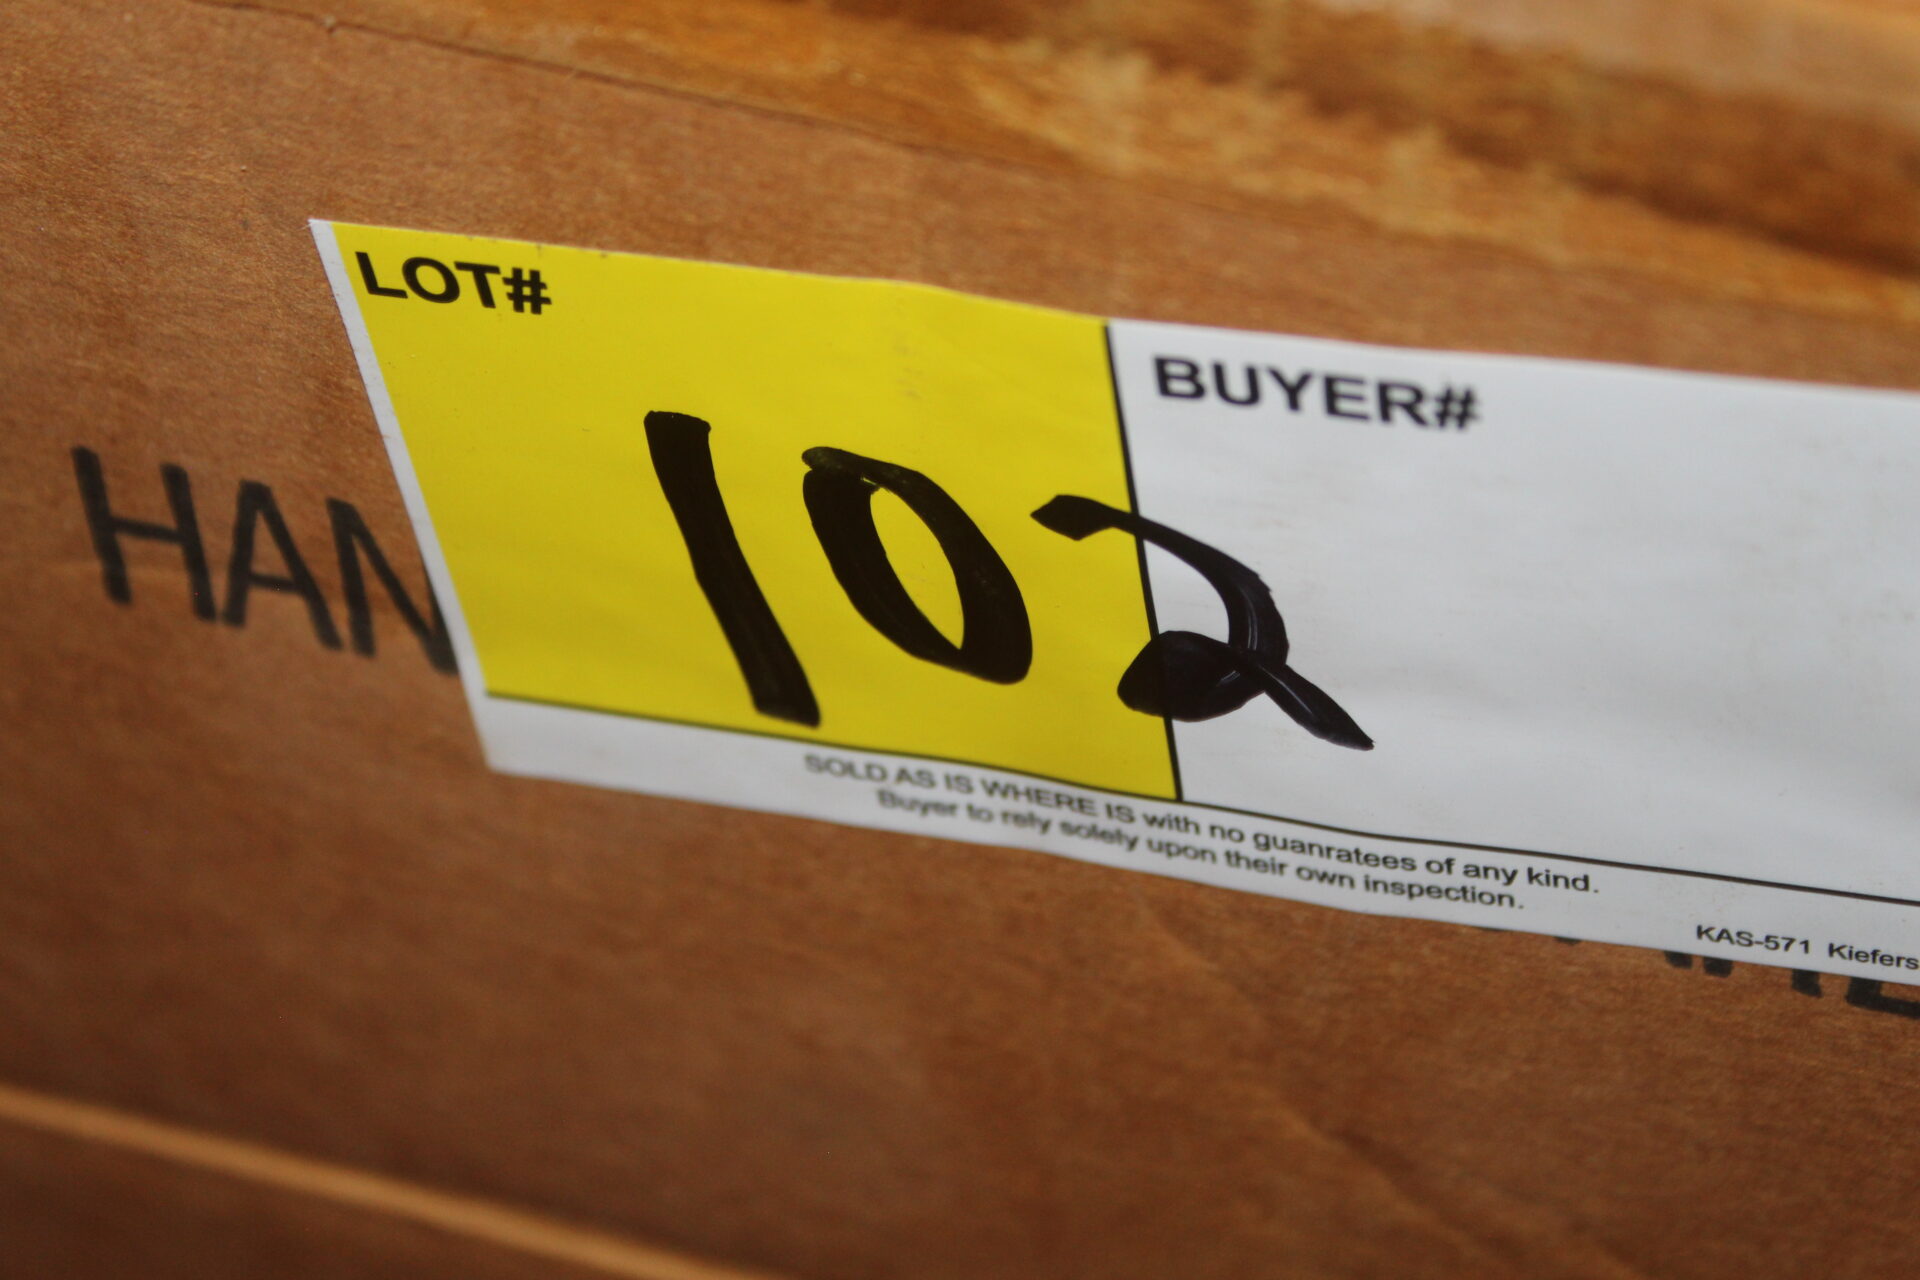 LOT#
BUYER#
102
HAN
SOLD AS IS WHERE IS with no guanratees of any kind.
Buyer to rely solely upon their own inspection.
KAS-571 Kiefers